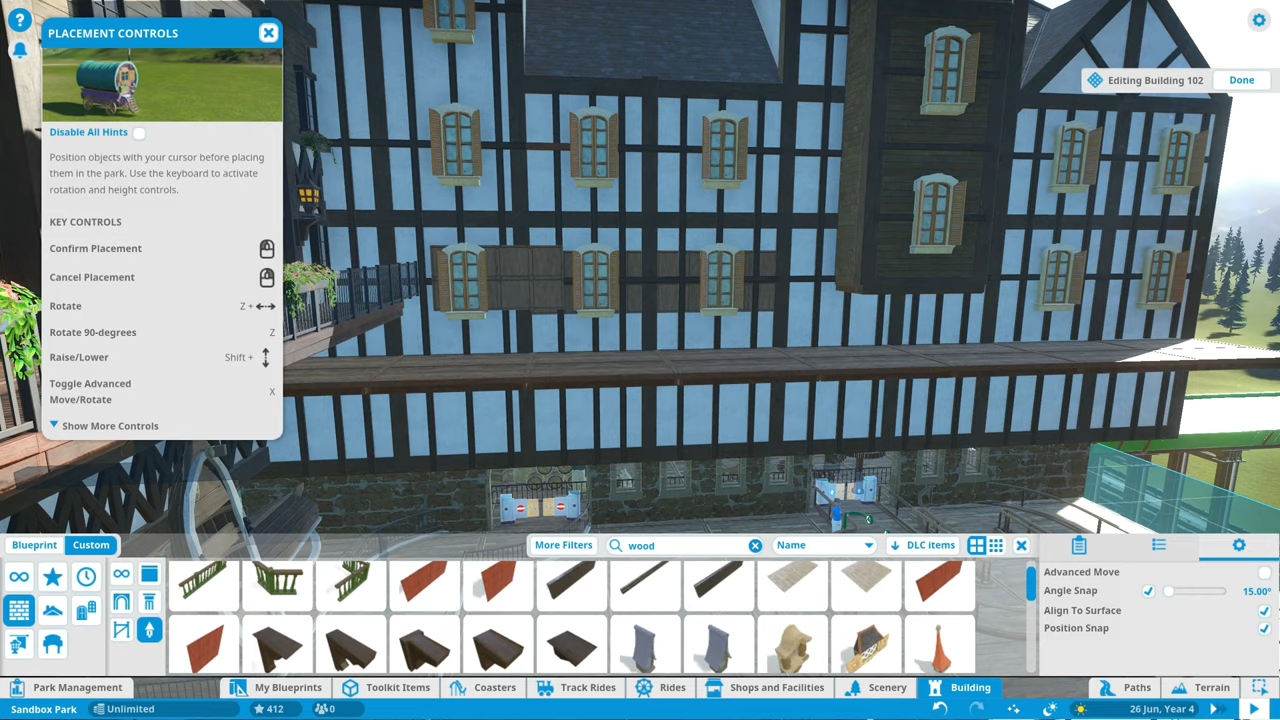 PLACEMENT CONTROLS
Disable All Hints
Position objects with your cursor before placing
them in the park. Use the keyboard to activate
rotation and height controls.
KEY CONTROLS
Confirm Placement
Cancel Placement
Rotate Z +
Rotate 90-degrees Z
Raise/Lower Shift +
Toggle Advanced
Move/Rotate X
Show More Controls
Editing Building 102 Done
Blueprint Custom More Filters wood Name DLC items
Advanced Move
Angle Snap 15.00°
Align To Surface
Position Snap
Park Management My Blueprints Toolkit Items Coasters Track Rides Rides Shops and Facilities Scenery Building Paths Terrain
Sandbox Park Unlimited 412 0 26 Jun, Year 4